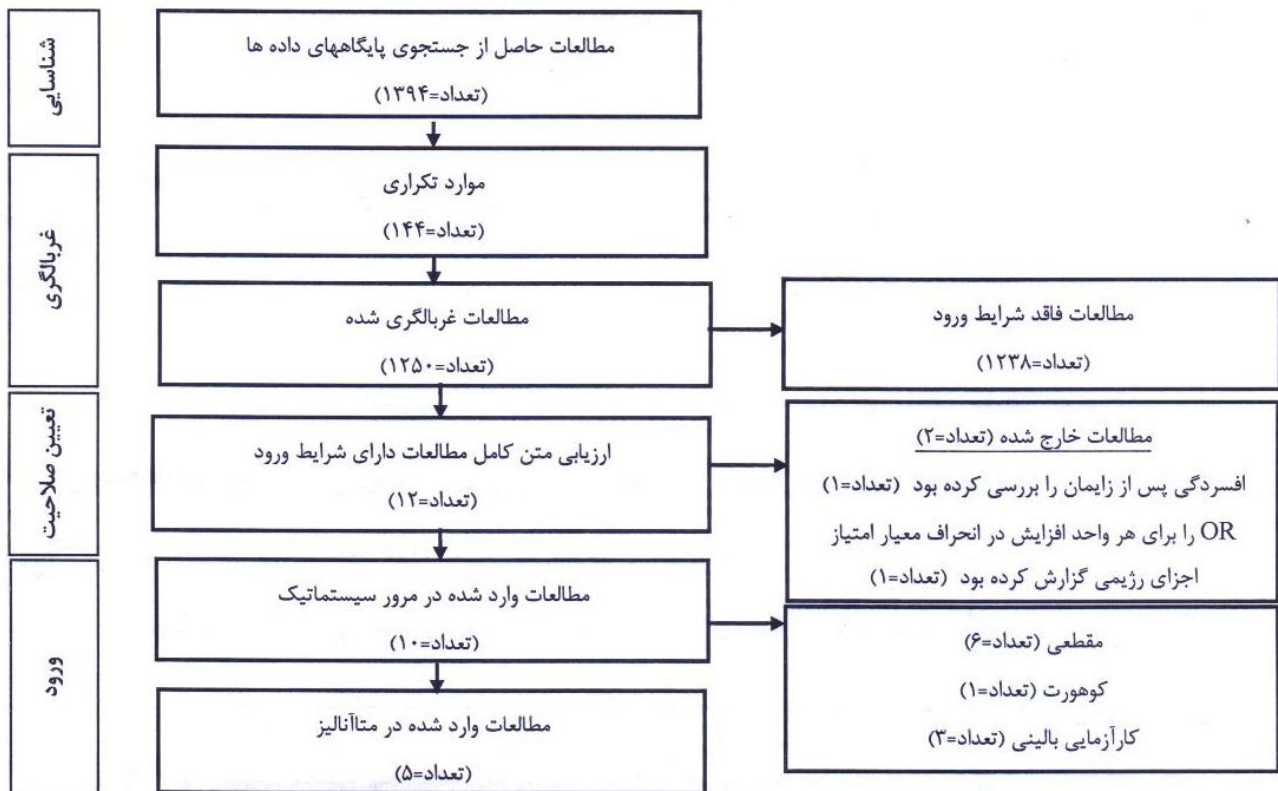 شناسایی
مطالعات حاصل از جستجوی پایگاههای داده ها
(تعداد=۱۳۹۴)
غربالگری
موارد تکراری
(تعداد=۱۴۴)
مطالعات غربالگری شده
(تعداد=۱۲۵۰)
مطالعات فاقد شرایط ورود
(تعداد=۱۲۳۸)
تعیین صلاحیت
ارزیابی متن کامل مطالعات دارای شرایط ورود
(تعداد=۱۲)
مطالعات خارج شده (تعداد=۲)
افسردگی پس از زایمان را بررسی کرده بود (تعداد=۱)
OR را برای هر واحد افزایش در انحراف معیار امتیاز
اجزای رژیمی گزارش کرده بود (تعداد=۱)
ورود
مطالعات وارد شده در مرور سیستماتیک
(تعداد=۱۰)
مقطعی (تعداد=۶)
کوهورت (تعداد=۱)
کارآزمایی بالینی (تعداد=۳)
مطالعات وارد شده در متاآنالیز
(تعداد=۵)